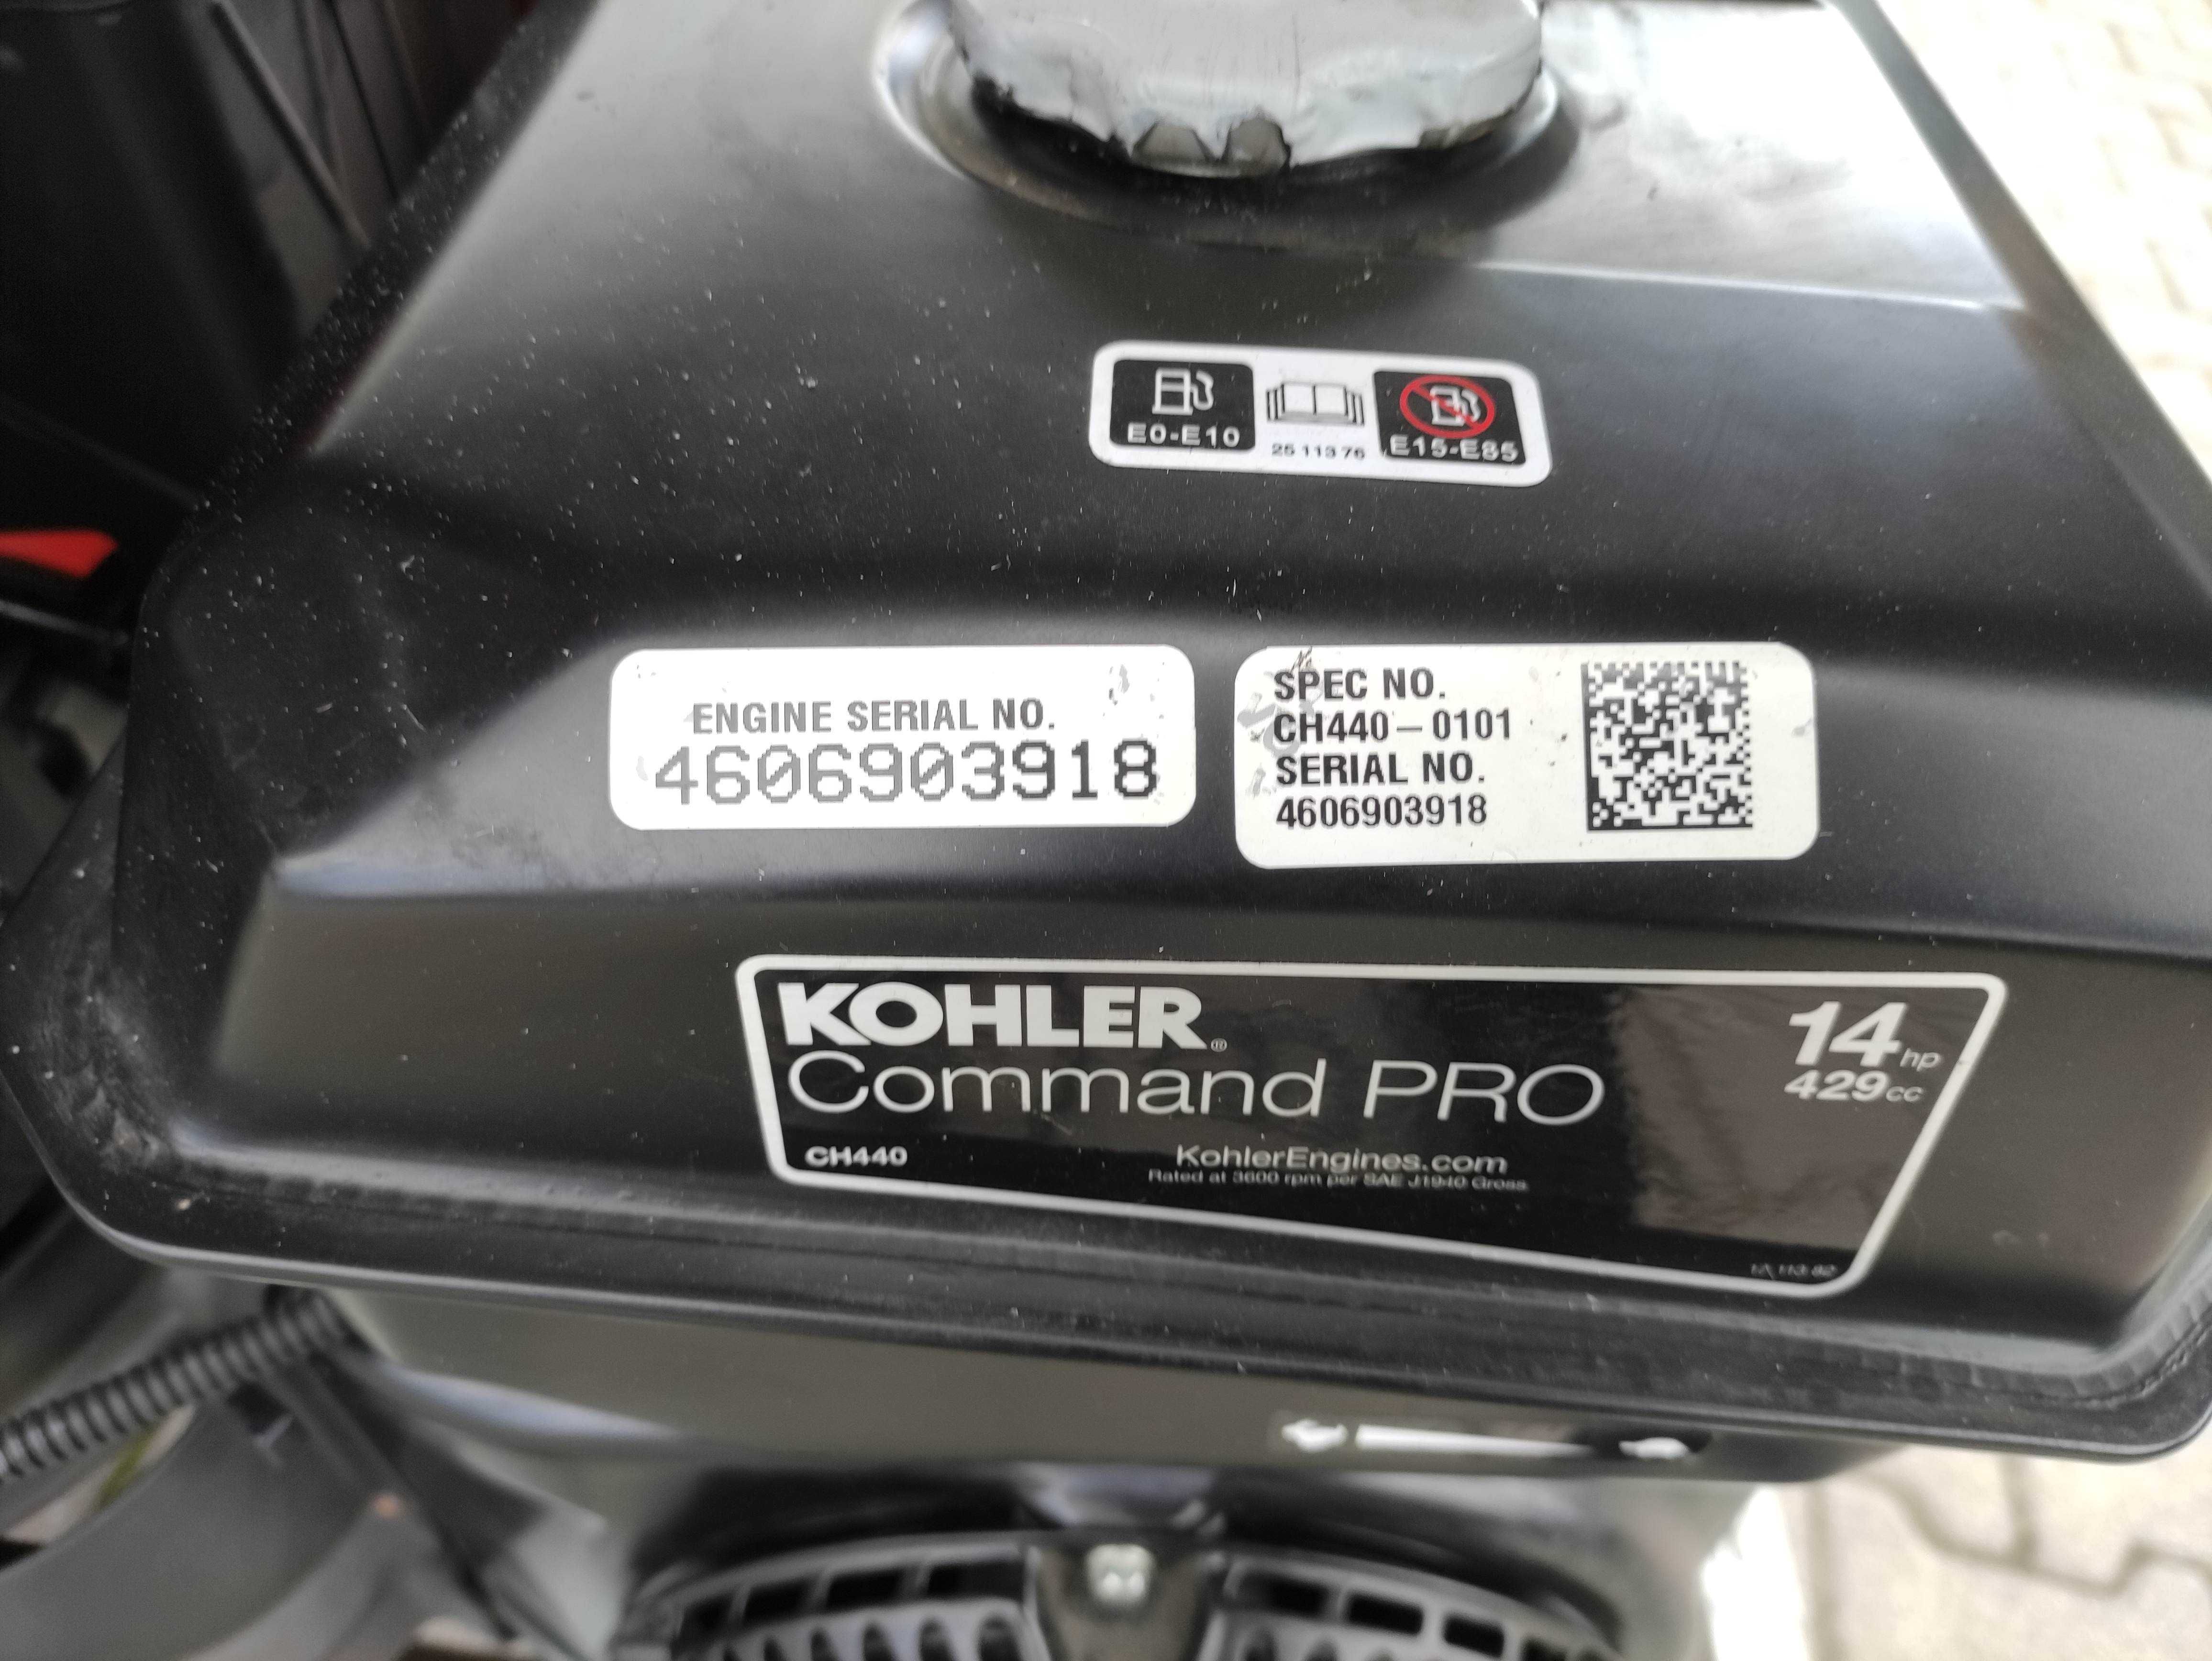 E0-E10
25 113 76
E15-E85
ENGINE SERIAL NO.
4606903918
SPEC NO.
CH440-0101
SERIAL NO.
4606903918
KOHLER®
Command PRO
14 hp
429 cc
CH440
KohlerEngines.com
Rated at 3600 rpm per SAE J1940 Gross.